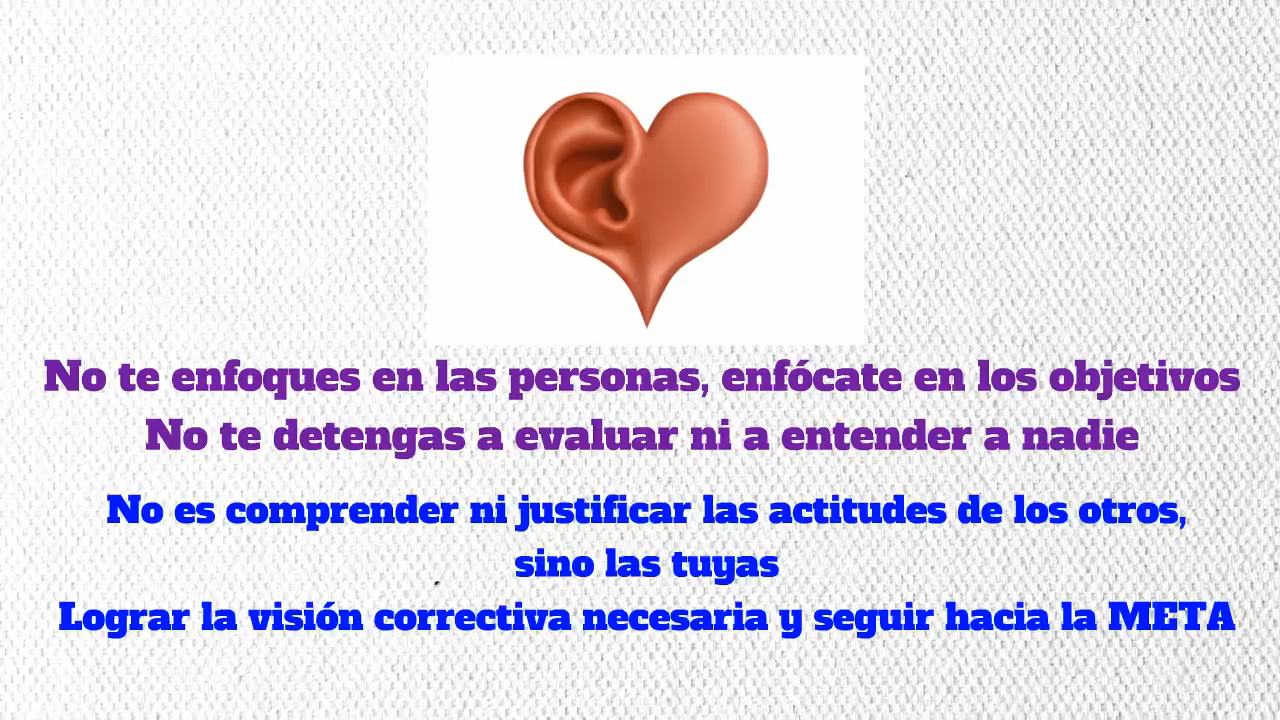 No te enfoques en las personas, enfócate en los objetivos
No te detengas a evaluar ni a entender a nadie
No es comprender ni justificar las actitudes de los otros,
sino las tuyas
Lograr la visión correctiva necesaria y seguir hacia la META